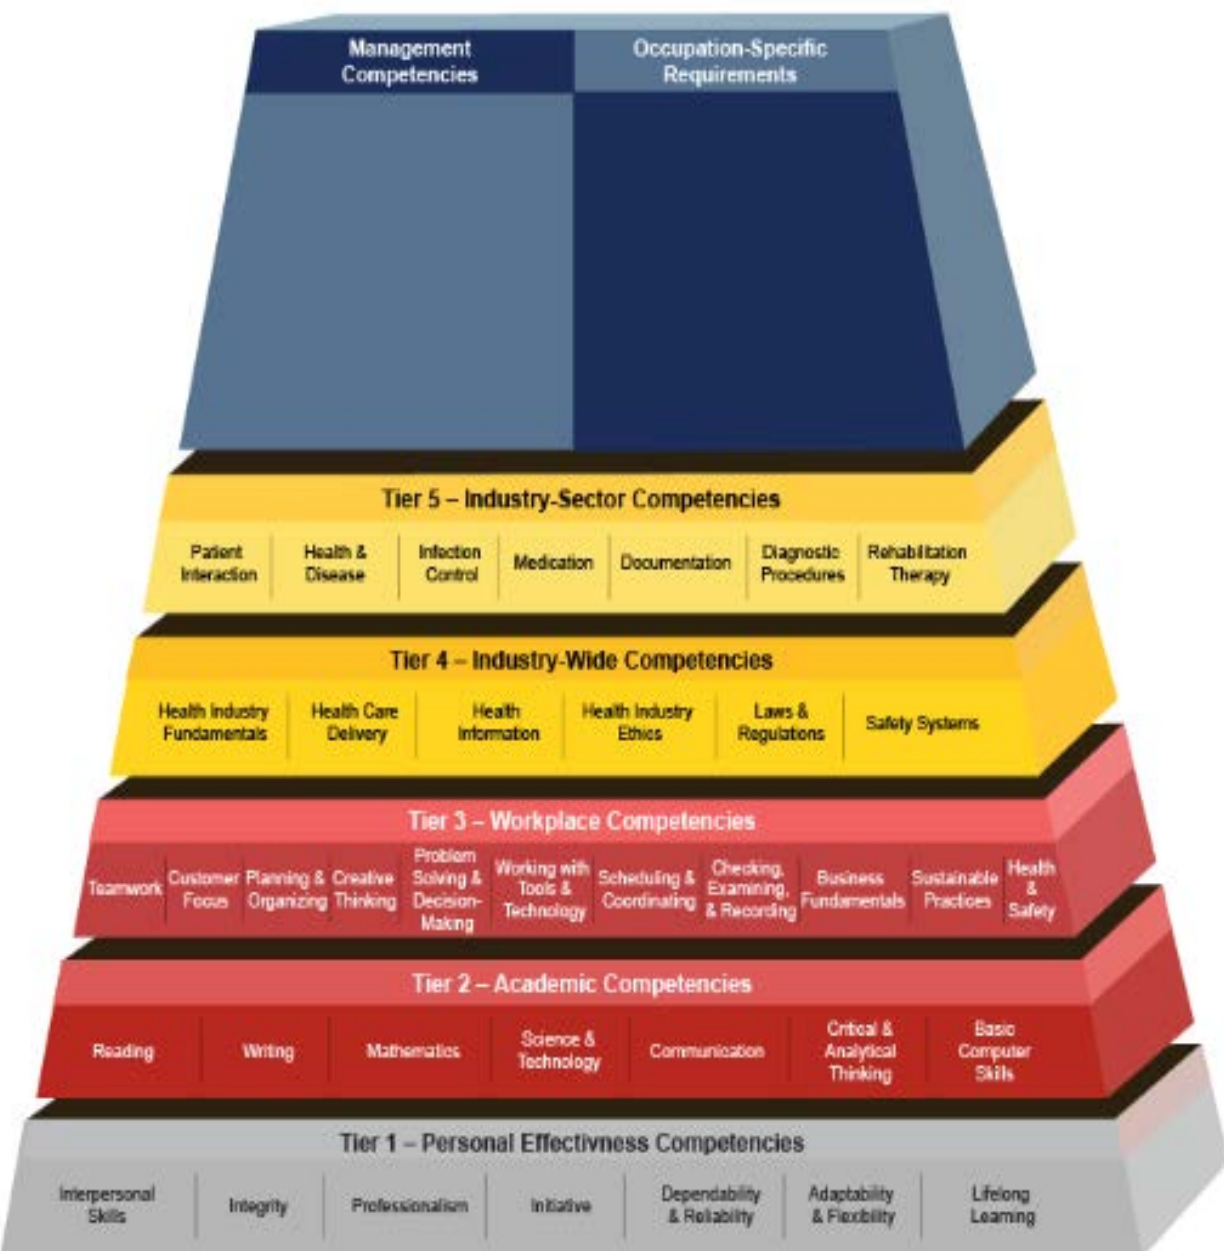 Management
Competencies
Occupation-Specific
Requirements
Tier 5 – Industry-Sector Competencies
Patient
Interaction
Health &
Disease
Infection
Control
Medication
Documentation
Diagnostic
Procedures
Rehabilitation
Therapy
Tier 4 – Industry-Wide Competencies
Health Industry
Fundamentals
Health Care
Delivery
Health
Information
Health Industry
Ethics
Laws &
Regulations
Safety Systems
Tier 3 – Workplace Competencies
Teamwork
Customer
Focus
Planning &
Organizing
Creative
Thinking
Problem
Solving &
Decision-
Making
Working with
Tools &
Technology
Scheduling &
Coordinating
Checking,
Examining,
& Recording
Business
Fundamentals
Sustainable
Practices
Health
&
Safety
Tier 2 – Academic Competencies
Reading
Writing
Mathematics
Science &
Technology
Communication
Critical &
Analytical
Thinking
Basic
Computer
Skills
Tier 1 – Personal Effectivness Competencies
Interpersonal
Skills
Integrity
Professionalism
Initiative
Dependability
& Reliability
Adaptability
& Flexibility
Lifelong
Learning